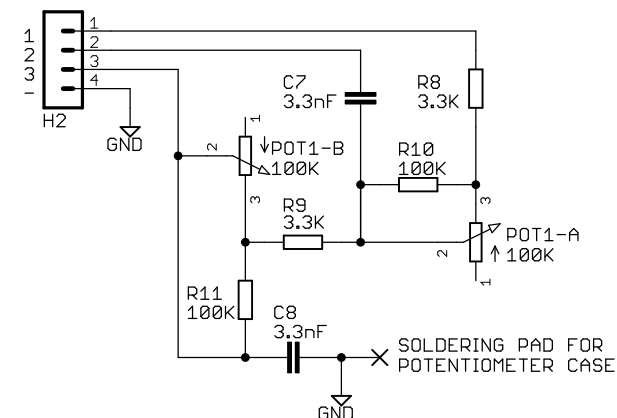 1
2
3
-
1
2
3
4
H2
GND
C7
3.3nF
R8
3.3K
1
2
POT1-B
100K
3
R10
100K
R9
3.3K
3
2
POT1-A
100K
1
R11
100K
C8
3.3nF
SOLDERING PAD FOR
POTENTIOMETER CASE
GND